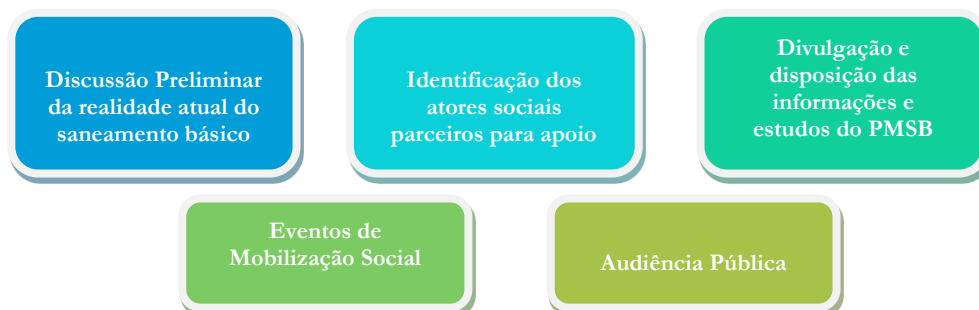 Discussão Preliminar
da realidade atual do
saneamento básico
Identificação dos
atores sociais
parceiros para apoio
Divulgação e
disposição das
informações e
estudos do PMSB
Eventos de
Mobilização Social
Audiência Pública